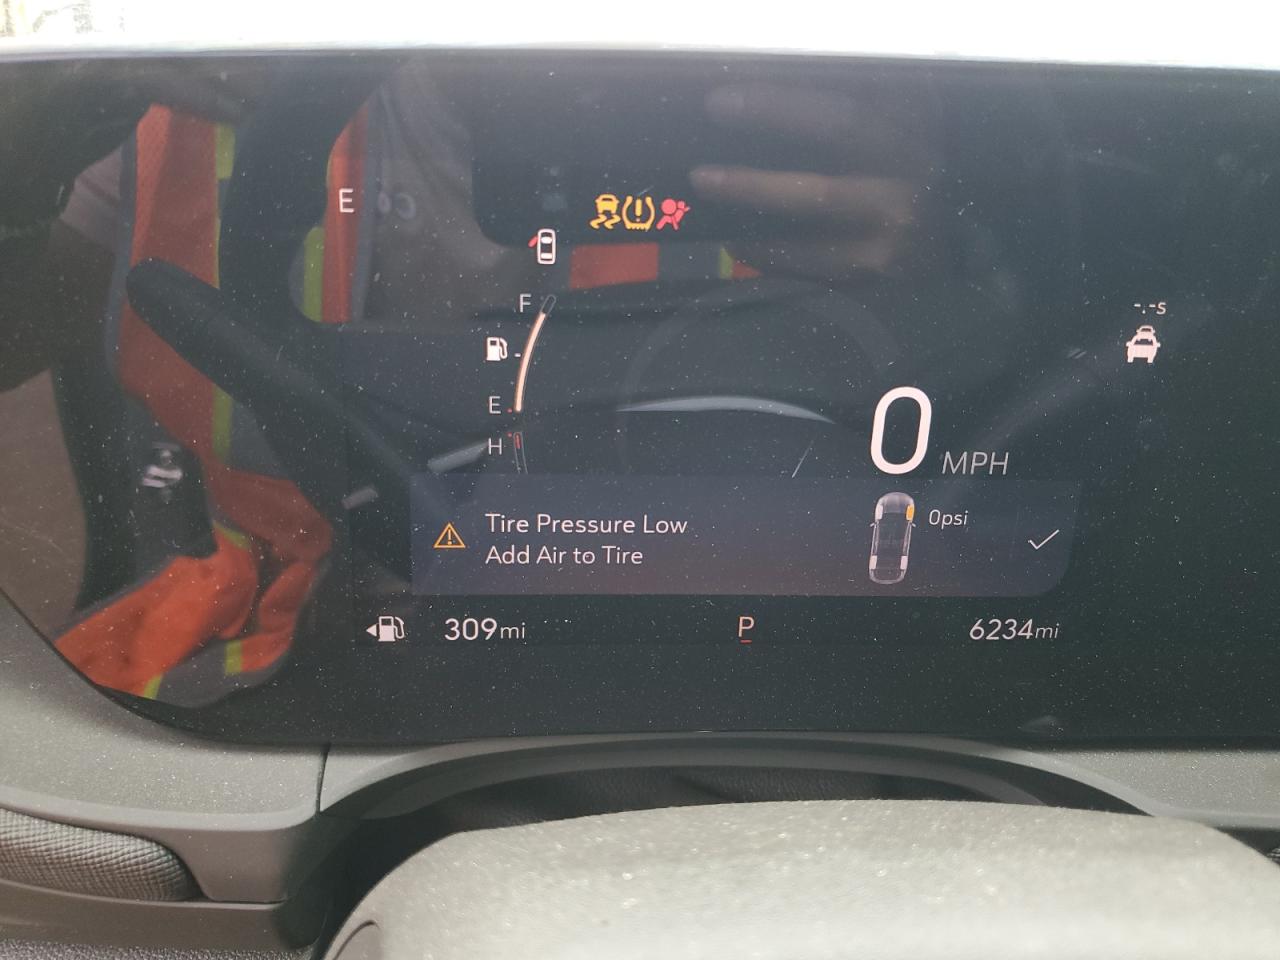 E
F
-.-s
E
H
0 MPH
Tire Pressure Low
Add Air to Tire
0psi
309mi
P
6234mi